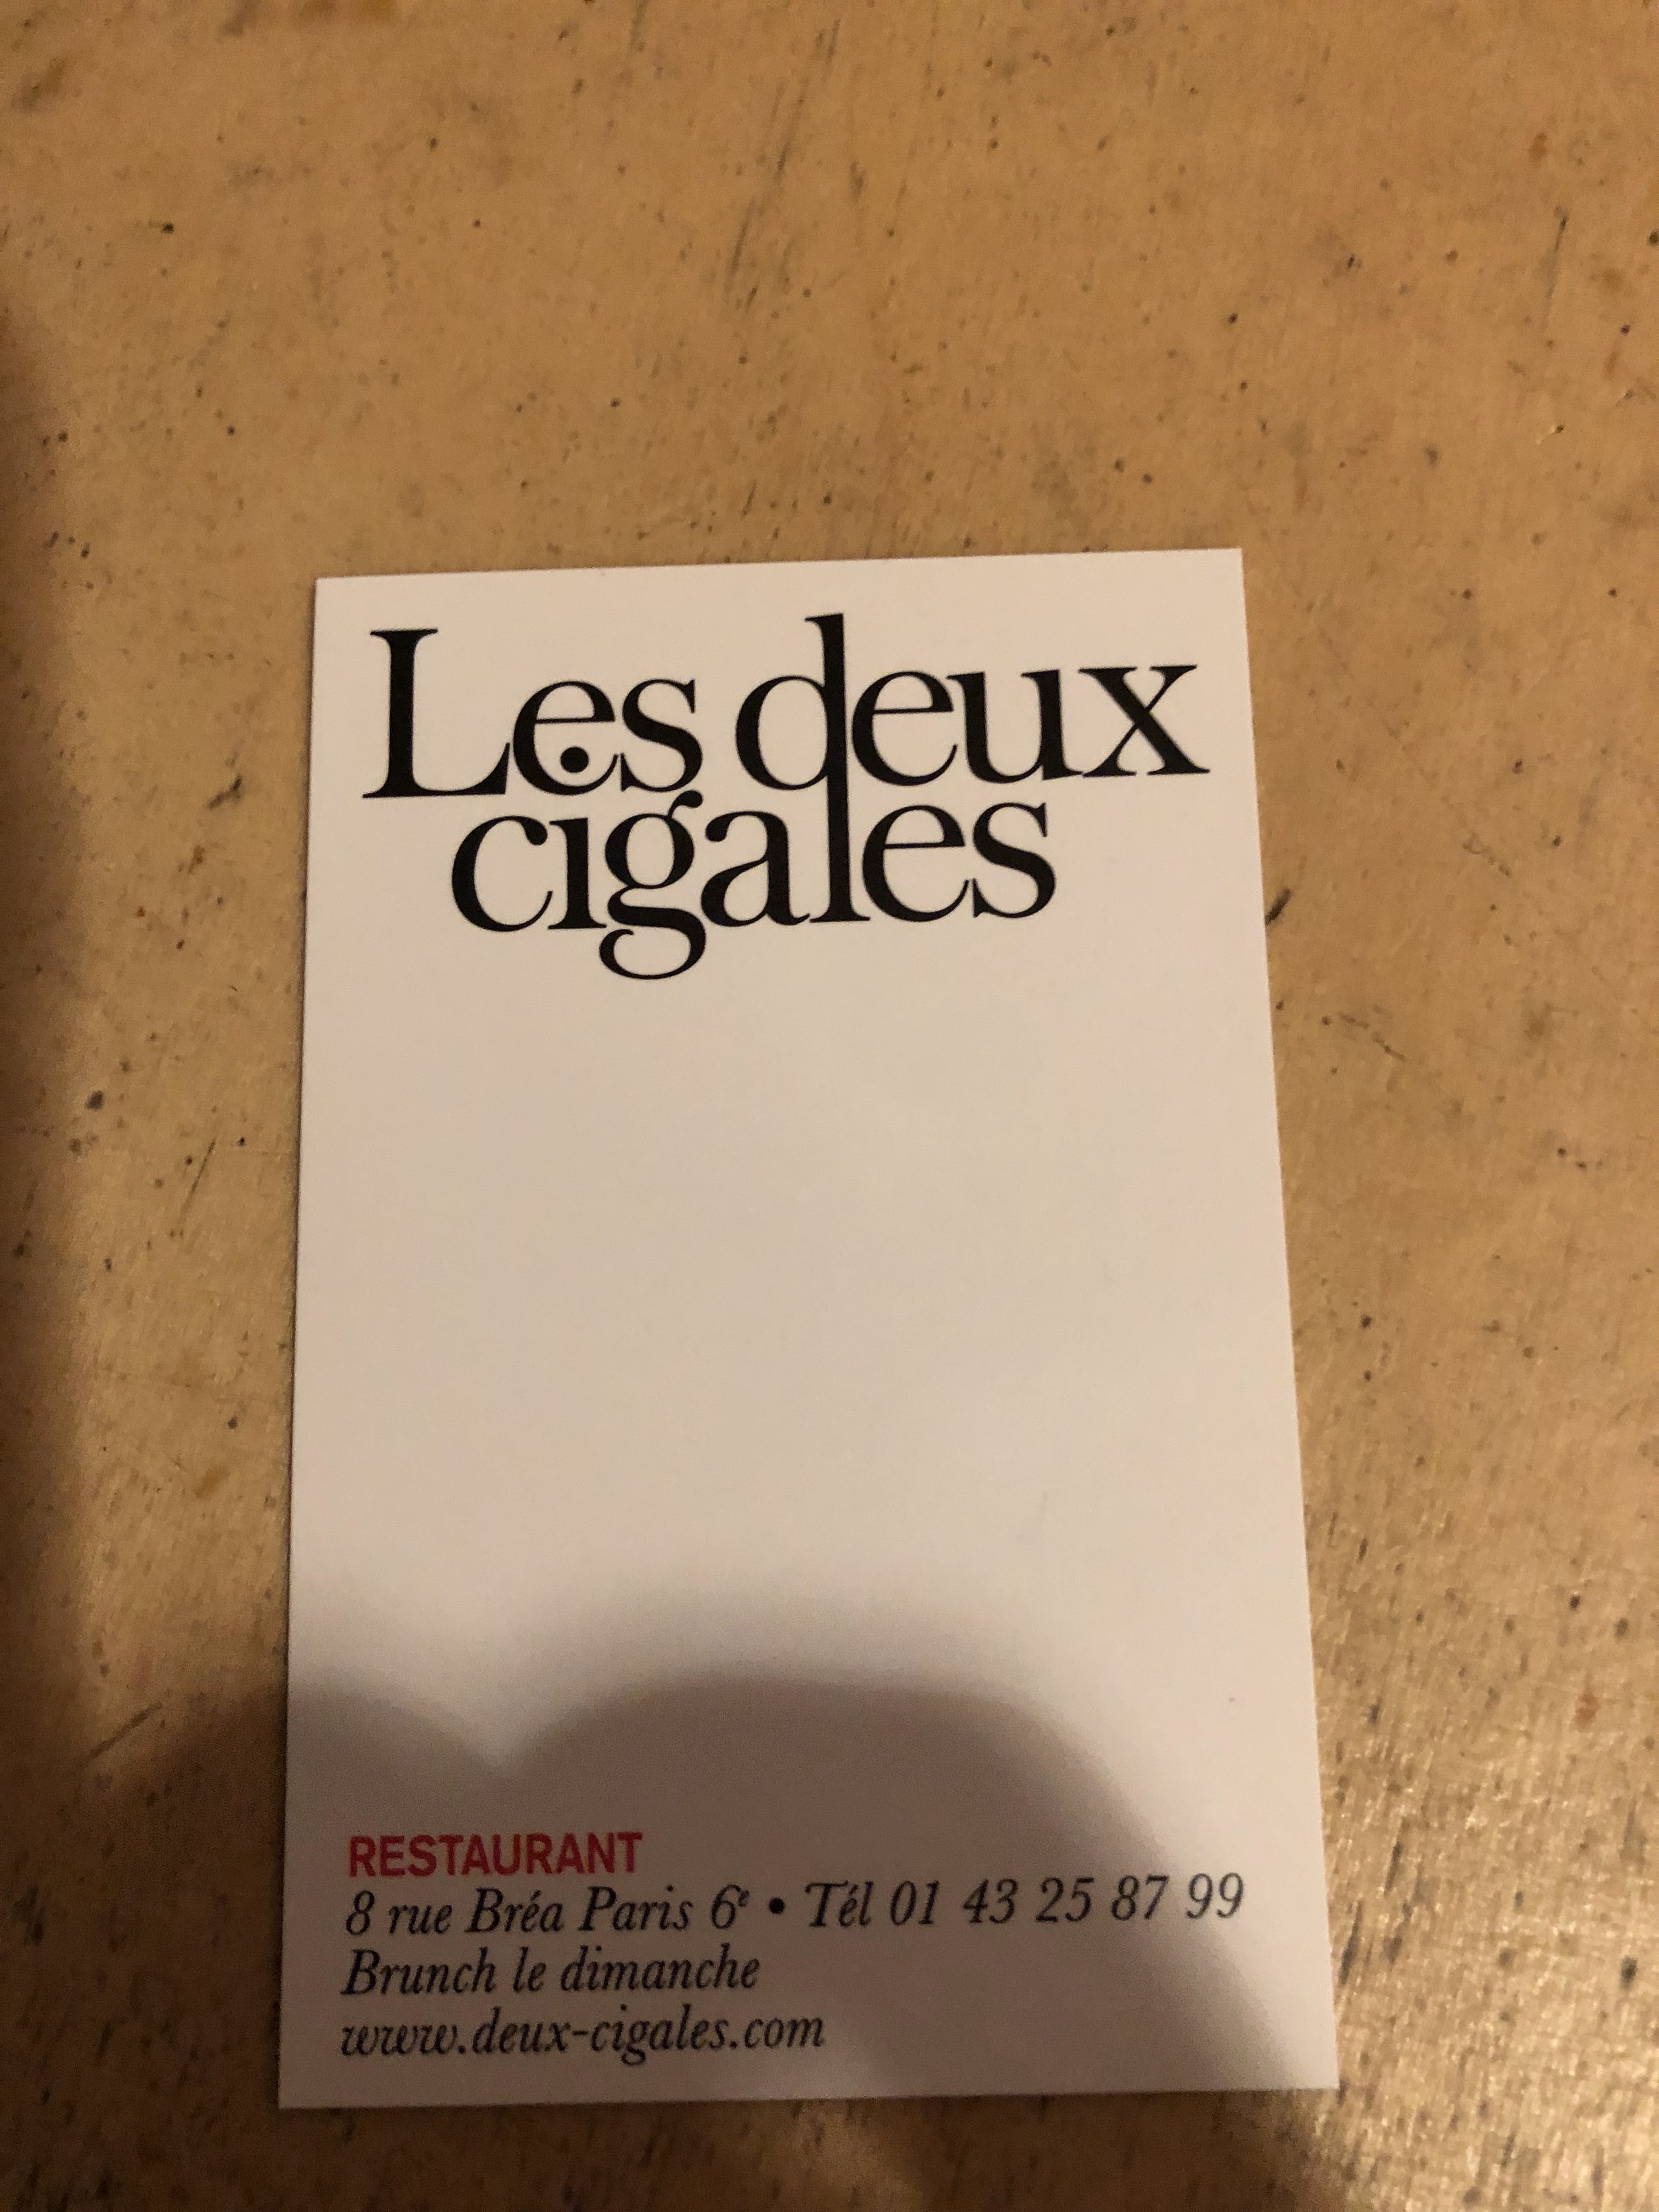 Les deux
cigales
RESTAURANT
8 rue Bréa Paris 6e • Tél 01 43 25 87 99
Brunch le dimanche
www.deux-cigales.com